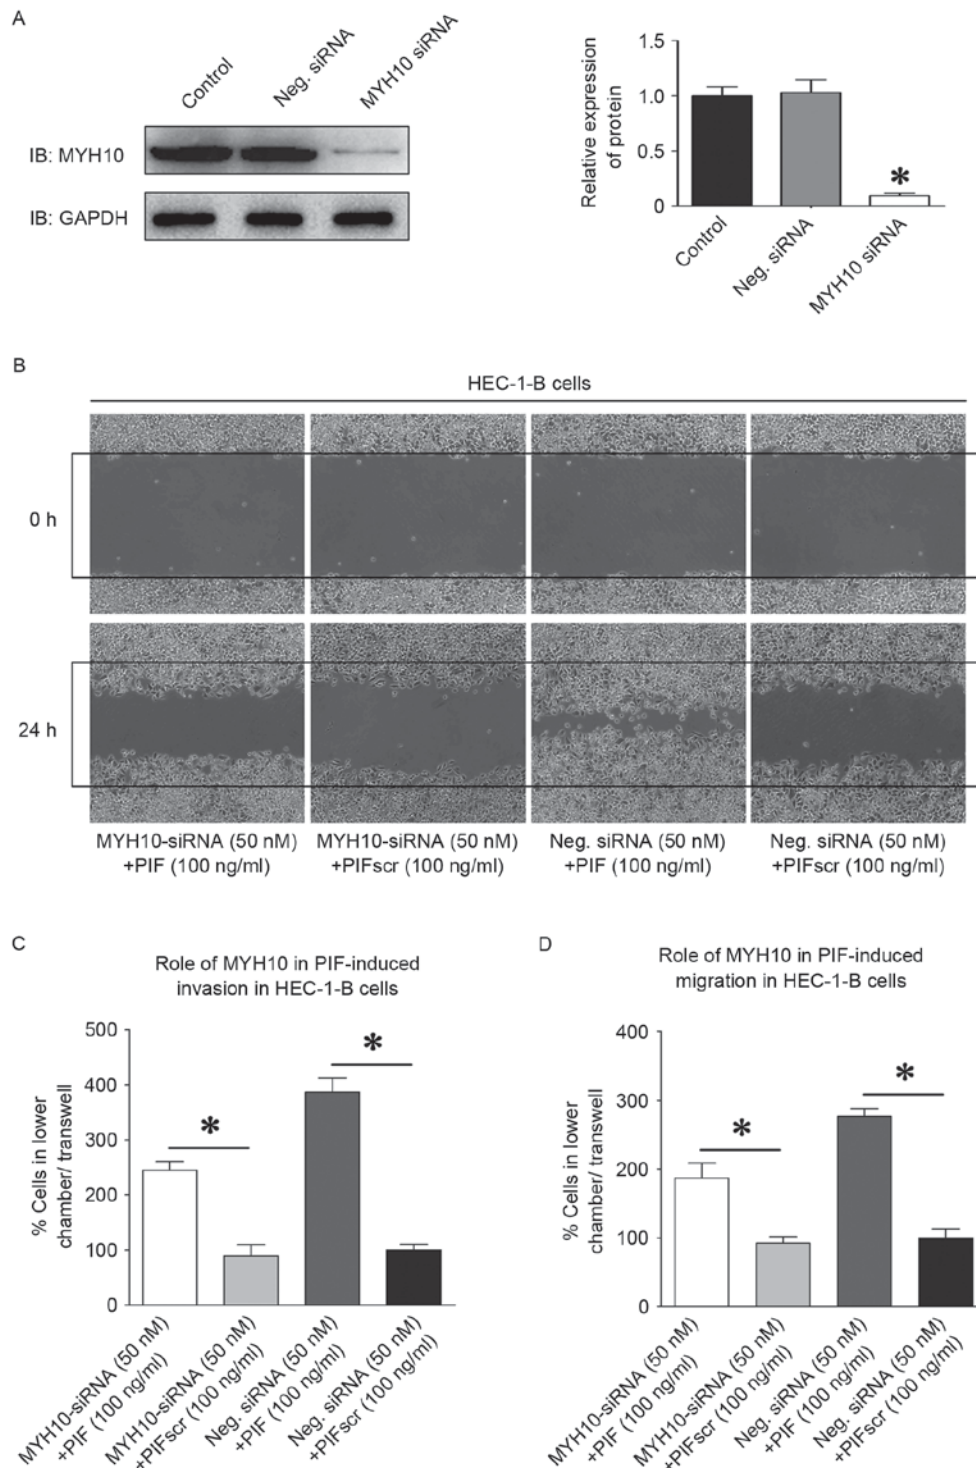 A
Control
Neg. siRNA
MYH10 siRNA
IB: MYH10
IB: GAPDH
Relative expression
of protein
1.5
1.0
0.5
0
*
Control
Neg. siRNA
MYH10 siRNA
B
HEC-1-B cells
0 h
24 h
MYH10-siRNA (50 nM)
+PIF (100 ng/ml)
MYH10-siRNA (50 nM)
+PIFscr (100 ng/ml)
Neg. siRNA (50 nM)
+PIF (100 ng/ml)
Neg. siRNA (50 nM)
+PIFscr (100 ng/ml)
C
Role of MYH10 in PIF-induced
invasion in HEC-1-B cells
% Cells in lower
chamber/ transwell
500
400
300
200
100
0
*
*
MYH10-siRNA (50 nM)
+PIF (100 ng/ml)
MYH10-siRNA (50 nM)
+PIFscr (100 ng/ml)
Neg. siRNA (50 nM)
+PIF (100 ng/ml)
Neg. siRNA (50 nM)
+PIFscr (100 ng/ml)
D
Role of MYH10 in PIF-induced
migration in HEC-1-B cells
% Cells in lower
chamber/ transwell
400
300
200
100
0
*
*
MYH10-siRNA (50 nM)
+PIF (100 ng/ml)
MYH10-siRNA (50 nM)
+PIFscr (100 ng/ml)
Neg. siRNA (50 nM)
+PIF (100 ng/ml)
Neg. siRNA (50 nM)
+PIFscr (100 ng/ml)